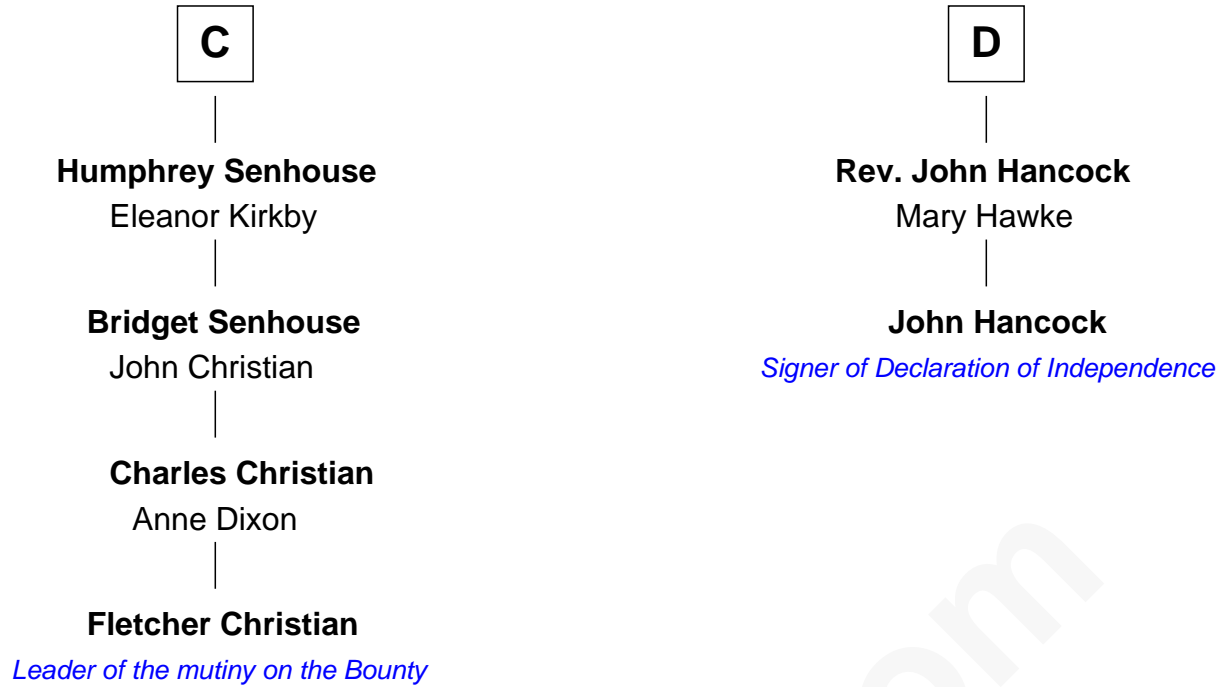 C
Humphrey Senhouse
Eleanor Kirkby
Bridget Senhouse
John Christian
Charles Christian
Anne Dixon
Fletcher Christian
Leader of the mutiny on the Bounty
D
Rev. John Hancock
Mary Hawke
John Hancock
Signer of Declaration of Independence
om